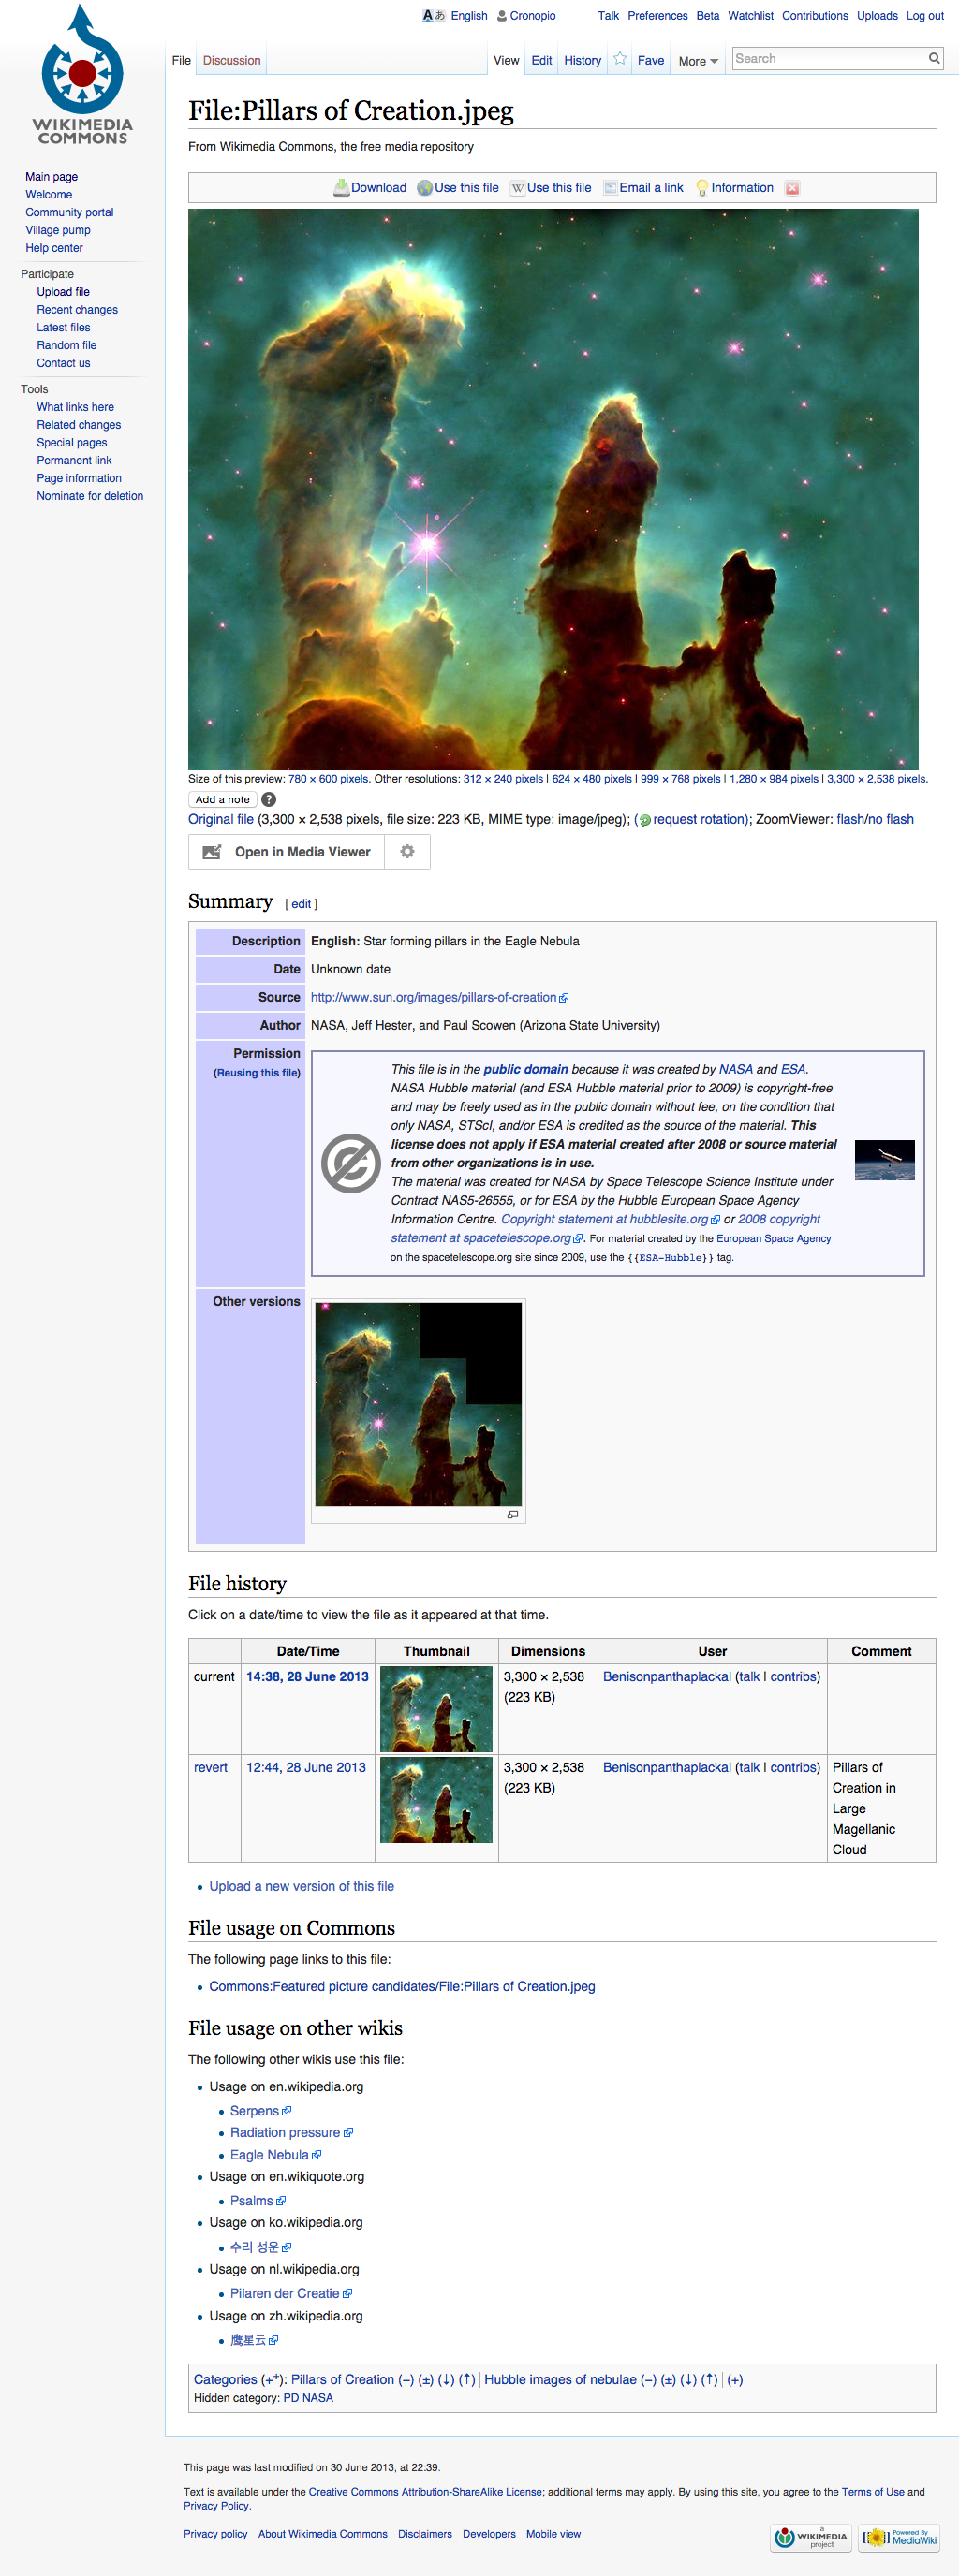 English Cronopio Talk Preferences Beta Watchlist Contributions Uploads Log out
File Discussion View Edit History Fave More Search
WIKIMEDIA
COMMONS
Main page
Welcome
Community portal
Village pump
Help center
Participate
Upload file
Recent changes
Latest files
Random file
Contact us
Tools
What links here
Related changes
Special pages
Permanent link
Page information
Nominate for deletion
File:Pillars of Creation.jpeg
From Wikimedia Commons, the free media repository
Download Use this file Use this file Email a link Information
Size of this preview: 780 × 600 pixels. Other resolutions: 312 × 240 pixels | 624 × 480 pixels | 999 × 768 pixels | 1,280 × 984 pixels | 3,300 × 2,538 pixels.
Add a note ?
Original file (3,300 × 2,538 pixels, file size: 223 KB, MIME type: image/jpeg); (request rotation); ZoomViewer: flash/no flash
Open in Media Viewer
Summary [ edit ]
Description English: Star forming pillars in the Eagle Nebula
Date Unknown date
Source http://www.sun.org/images/pillars-of-creation
Author NASA, Jeff Hester, and Paul Scowen (Arizona State University)
Permission
(Reusing this file)
This file is in the public domain because it was created by NASA and ESA.
NASA Hubble material (and ESA Hubble material prior to 2009) is copyright-free
and may be freely used as in the public domain without fee, on the condition that
only NASA, STScI, and/or ESA is credited as the source of the material. This
license does not apply if ESA material created after 2008 or source material
from other organizations is in use.
The material was created for NASA by Space Telescope Science Institute under
Contract NAS5-26555, or for ESA by the Hubble European Space Agency
Information Centre. Copyright statement at hubblesite.org or 2008 copyright
statement at spacetelescope.org. For material created by the European Space Agency
on the spacetelescope.org site since 2009, use the {{ESA-Hubble}} tag.
Other versions
File history
Click on a date/time to view the file as it appeared at that time.
Date/Time Thumbnail Dimensions User Comment
current 14:38, 28 June 2013 3,300 × 2,538 Benisonpanthaplackal (talk | contribs)
(223 KB)
revert 12:44, 28 June 2013 3,300 × 2,538 Benisonpanthaplackal (talk | contribs) Pillars of
(223 KB) Creation in
Large
Magellanic
Cloud
Upload a new version of this file
File usage on Commons
The following page links to this file:
Commons:Featured picture candidates/File:Pillars of Creation.jpeg
File usage on other wikis
The following other wikis use this file:
Usage on en.wikipedia.org
Serpens
Radiation pressure
Eagle Nebula
Usage on en.wikiquote.org
Psalms
Usage on ko.wikipedia.org
수리 성운
Usage on nl.wikipedia.org
Pilaren der Creatie
Usage on zh.wikipedia.org
鹰星云
Categories (+⁺): Pillars of Creation (−) (±) (↓) (↑) | Hubble images of nebulae (−) (±) (↓) (↑) | (+)
Hidden category: PD NASA
This page was last modified on 30 June 2013, at 22:39.
Text is available under the Creative Commons Attribution-ShareAlike License; additional terms may apply. By using this site, you agree to the Terms of Use and
Privacy Policy.
Privacy policy About Wikimedia Commons Disclaimers Developers Mobile view
a
WIKIMEDIA
project
Powered By
MediaWiki